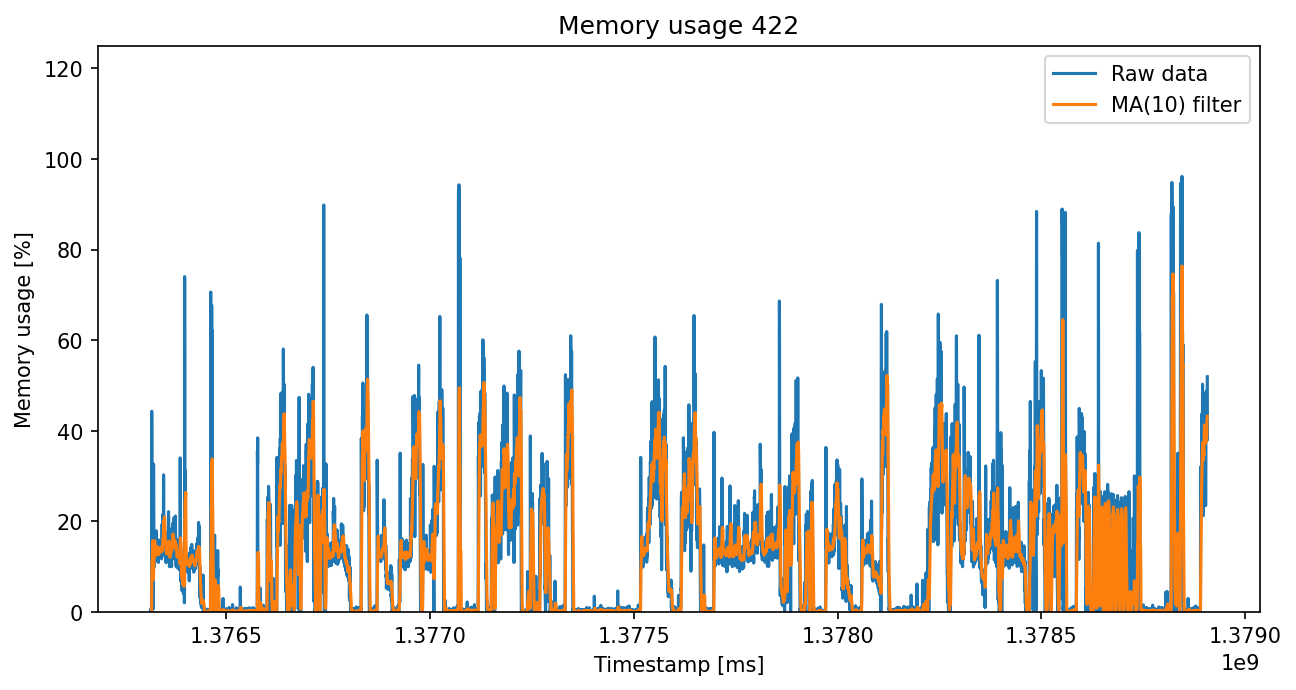 Memory usage 422
Raw data
MA(10) filter
Memory usage [%]
120
100
80
60
40
20
0
1.3765 1.3770 1.3775 1.3780 1.3785 1.3790
1e9
Timestamp [ms]